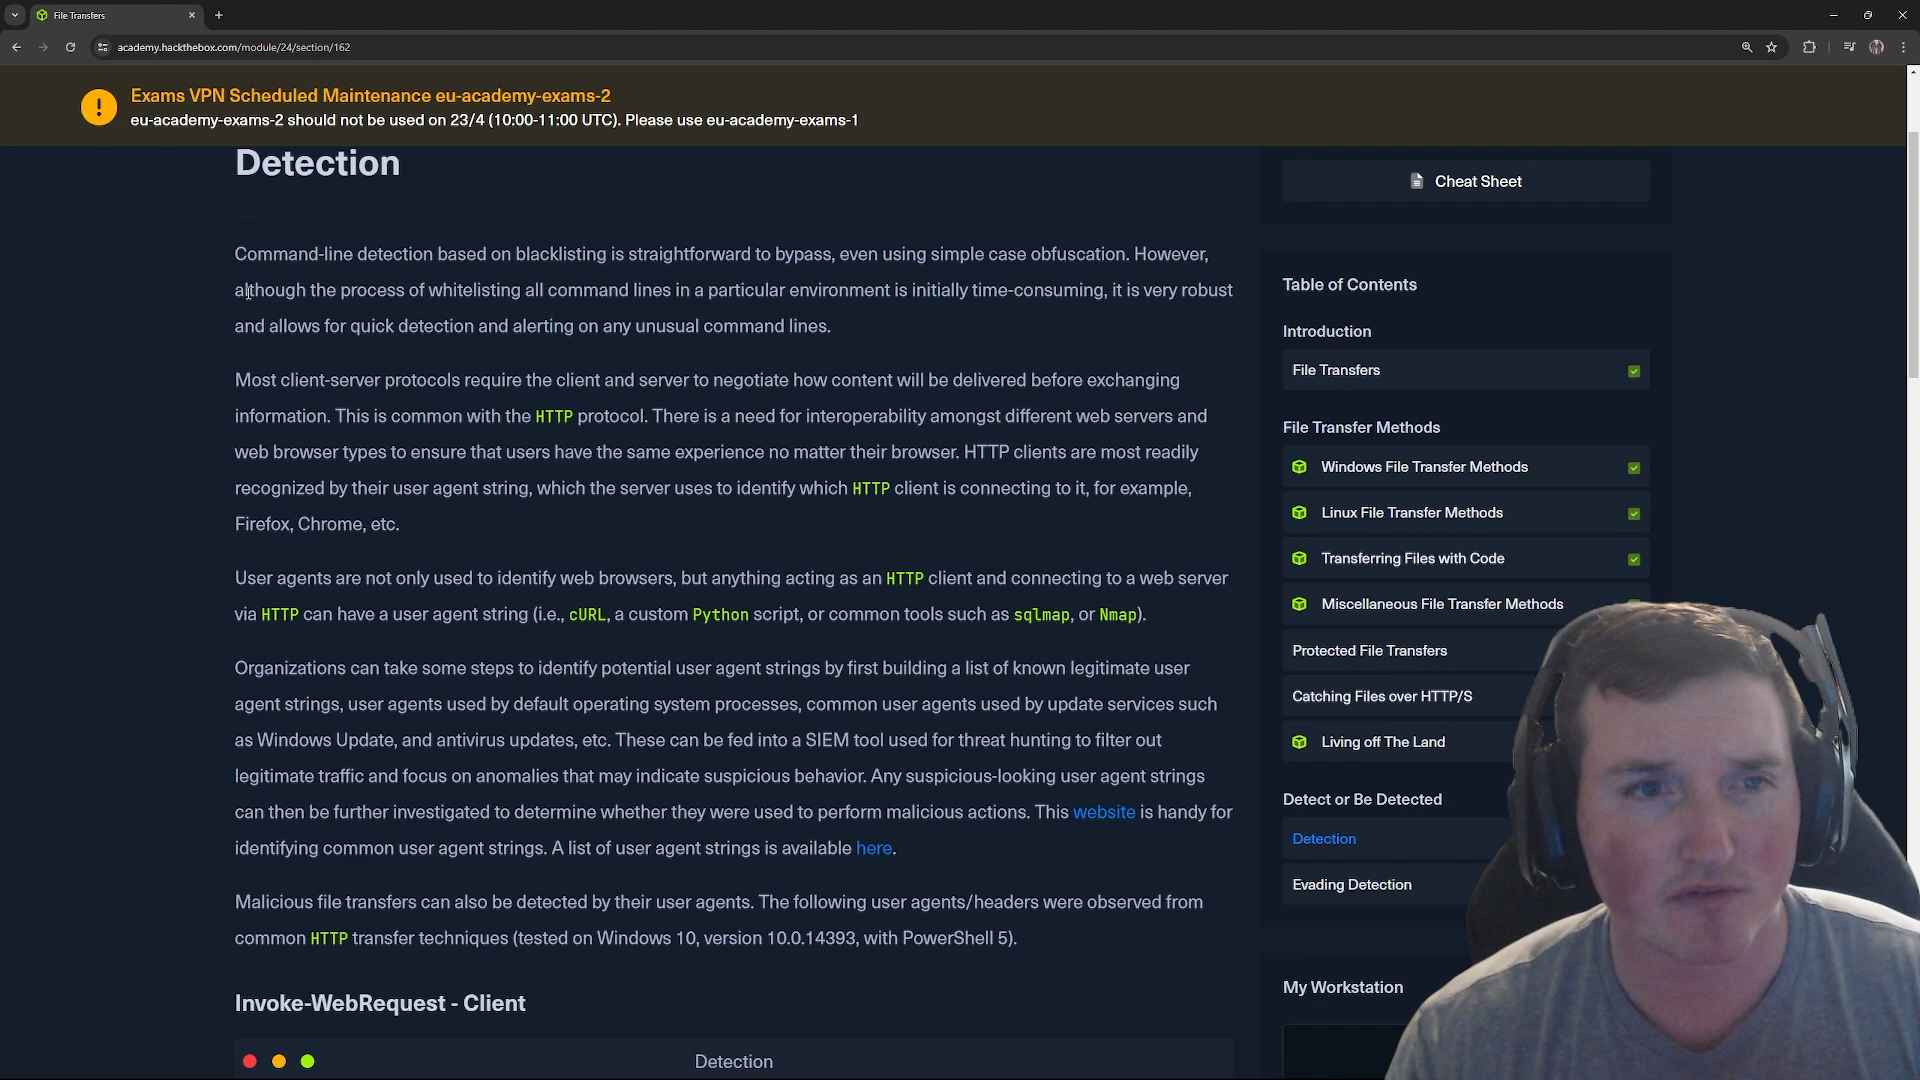 File Transfers
academy.hackthebox.com/module/24/section/162
Exams VPN Scheduled Maintenance eu-academy-exams-2
eu-academy-exams-2 should not be used on 23/4 (10:00-11:00 UTC). Please use eu-academy-exams-1
Detection
Command-line detection based on blacklisting is straightforward to bypass, even using simple case obfuscation. However,
although the process of whitelisting all command lines in a particular environment is initially time-consuming, it is very robust
and allows for quick detection and alerting on any unusual command lines.
Most client-server protocols require the client and server to negotiate how content will be delivered before exchanging
information. This is common with the HTTP protocol. There is a need for interoperability amongst different web servers and
web browser types to ensure that users have the same experience no matter their browser. HTTP clients are most readily
recognized by their user agent string, which the server uses to identify which HTTP client is connecting to it, for example,
Firefox, Chrome, etc.
User agents are not only used to identify web browsers, but anything acting as an HTTP client and connecting to a web server
via HTTP can have a user agent string (i.e., cURL, a custom Python script, or common tools such as sqlmap, or Nmap).
Organizations can take some steps to identify potential user agent strings by first building a list of known legitimate user
agent strings, user agents used by default operating system processes, common user agents used by update services such
as Windows Update, and antivirus updates, etc. These can be fed into a SIEM tool used for threat hunting to filter out
legitimate traffic and focus on anomalies that may indicate suspicious behavior. Any suspicious-looking user agent strings
can then be further investigated to determine whether they were used to perform malicious actions. This website is handy for
identifying common user agent strings. A list of user agent strings is available here.
Malicious file transfers can also be detected by their user agents. The following user agents/headers were observed from
common HTTP transfer techniques (tested on Windows 10, version 10.0.14393, with PowerShell 5).
Invoke-WebRequest - Client
Detection
Cheat Sheet
Table of Contents
Introduction
File Transfers
File Transfer Methods
Windows File Transfer Methods
Linux File Transfer Methods
Transferring Files with Code
Miscellaneous File Transfer Methods
Protected File Transfers
Catching Files over HTTP/S
Living off The Land
Detect or Be Detected
Detection
Evading Detection
My Workstation